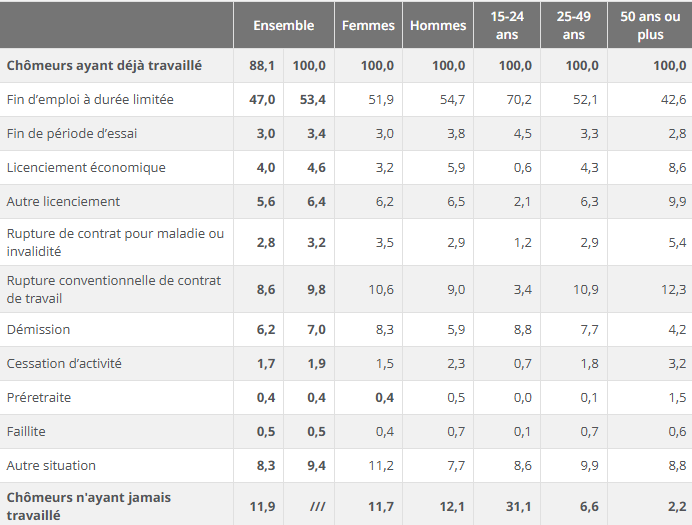 Ensemble Femmes Hommes 15-24 ans 25-49 ans 50 ans ou plus
Chômeurs ayant déjà travaillé 88,1 100,0 100,0 100,0 100,0 100,0 100,0
Fin d'emploi à durée limitée 47,0 53,4 51,9 54,7 70,2 52,1 42,6
Fin de période d'essai 3,0 3,4 3,0 3,8 4,5 3,3 2,8
Licenciement économique 4,0 4,6 3,2 5,9 0,6 4,3 8,6
Autre licenciement 5,6 6,4 6,2 6,5 2,1 6,3 9,9
Rupture de contrat pour maladie ou invalidité 2,8 3,2 3,5 2,9 1,2 2,9 5,4
Rupture conventionnelle de contrat de travail 8,6 9,8 10,6 9,0 3,4 10,9 12,3
Démission 6,2 7,0 8,3 5,9 8,8 7,7 4,2
Cessation d'activité 1,7 1,9 1,5 2,3 0,7 1,8 3,2
Préretraite 0,4 0,4 0,4 0,5 0,0 0,1 1,5
Faillite 0,5 0,5 0,4 0,7 0,1 0,7 0,6
Autre situation 8,3 9,4 11,2 7,7 8,6 9,9 8,8
Chômeurs n'ayant jamais travaillé 11,9 /// 11,7 12,1 31,1 6,6 2,2